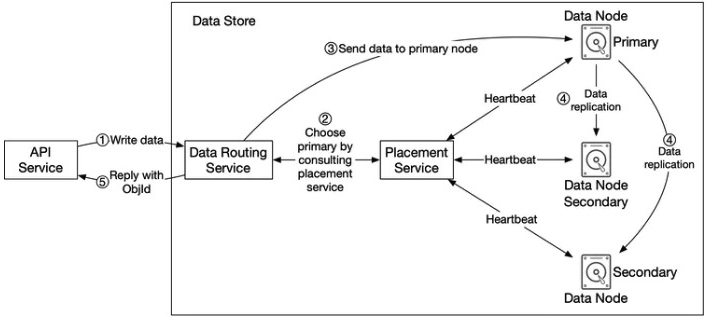 Data Store
Data Node
Primary
③Send data to primary node
Heartbeat
④ Data
replication
④
Data
replication
②
Choose
primary by
consulting
placement
service
API
Service
①Write data
⑤Reply with
ObjId
Data Routing
Service
Placement
Service
Heartbeat
Data Node
Secondary
Heartbeat
Secondary
Data Node